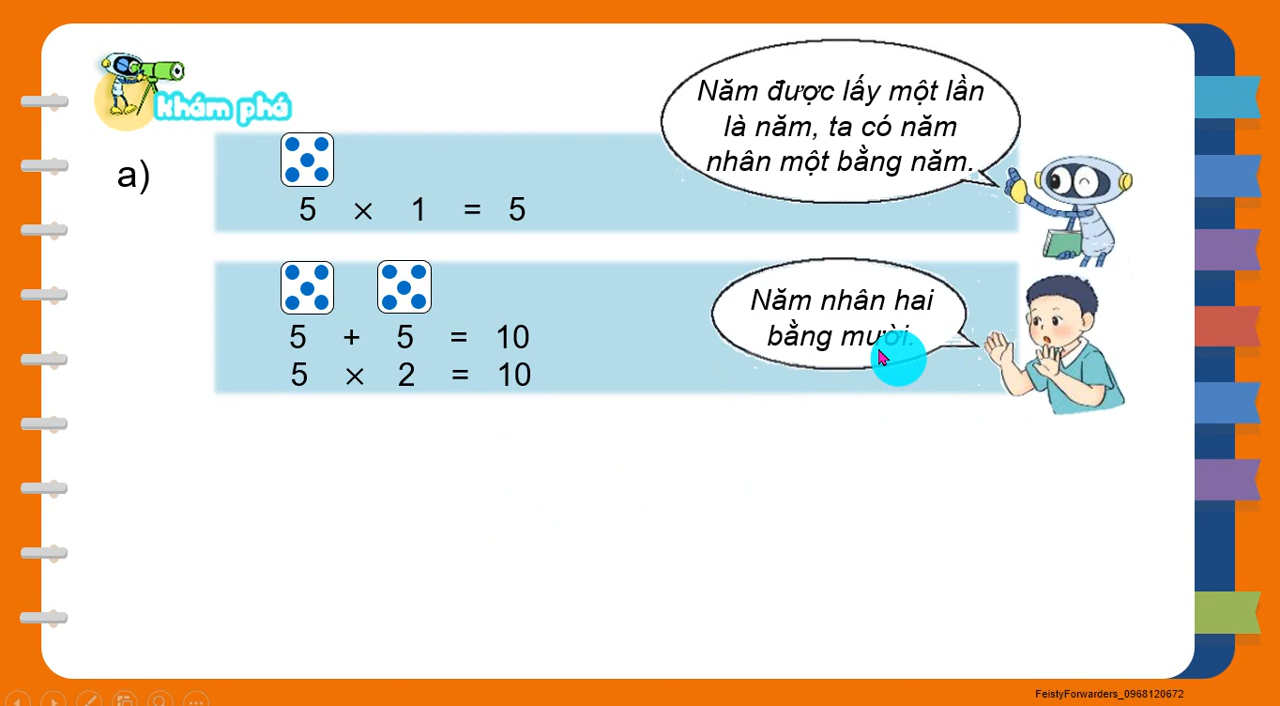 khám phá
Năm được lấy một lần
là năm, ta có năm
nhân một bằng năm.
a)
5 × 1 = 5
Năm nhân hai
bằng mười.
5 + 5 = 10
5 × 2 = 10
FeistyForwarders_0968120672